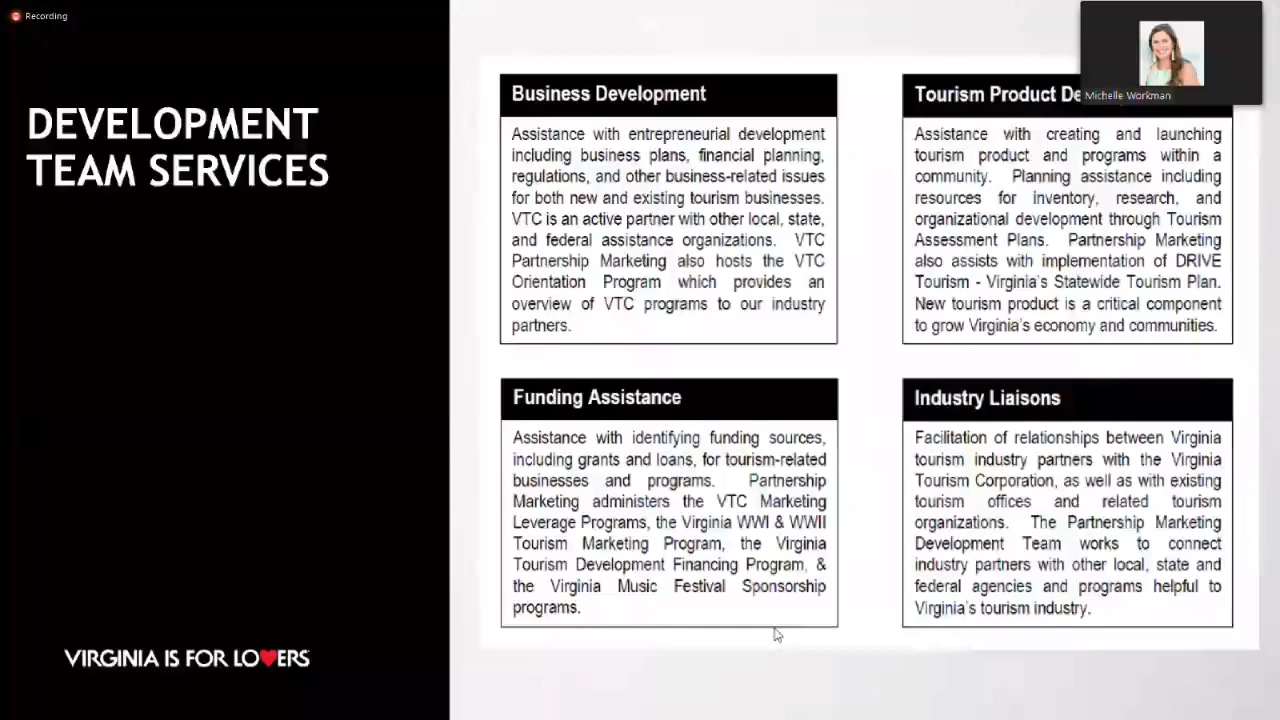 Recording
DEVELOPMENT
TEAM SERVICES
Business Development
Assistance with entrepreneurial development
including business plans, financial planning,
regulations, and other business-related issues
for both new and existing tourism businesses.
VTC is an active partner with other local, state,
and federal assistance organizations. VTC
Partnership Marketing also hosts the VTC
Orientation Program which provides an
overview of VTC programs to our industry
partners.
Tourism Product De
Michelle Workman
Assistance with creating and launching
tourism product and programs within a
community. Planning assistance including
resources for inventory, research, and
organizational development through Tourism
Assessment Plans. Partnership Marketing
also assists with implementation of DRIVE
Tourism - Virginia's Statewide Tourism Plan.
New tourism product is a critical component
to grow Virginia's economy and communities.
Funding Assistance
Assistance with identifying funding sources,
including grants and loans, for tourism-related
businesses and programs. Partnership
Marketing administers the VTC Marketing
Leverage Programs, the Virginia WWI & WWII
Tourism Marketing Program, the Virginia
Tourism Development Financing Program, &
the Virginia Music Festival Sponsorship
programs.
Industry Liaisons
Facilitation of relationships between Virginia
tourism industry partners with the Virginia
Tourism Corporation, as well as with existing
tourism offices and related tourism
organizations. The Partnership Marketing
Development Team works to connect
industry partners with other local, state and
federal agencies and programs helpful to
Virginia's tourism industry.
VIRGINIA IS FOR LOVERS